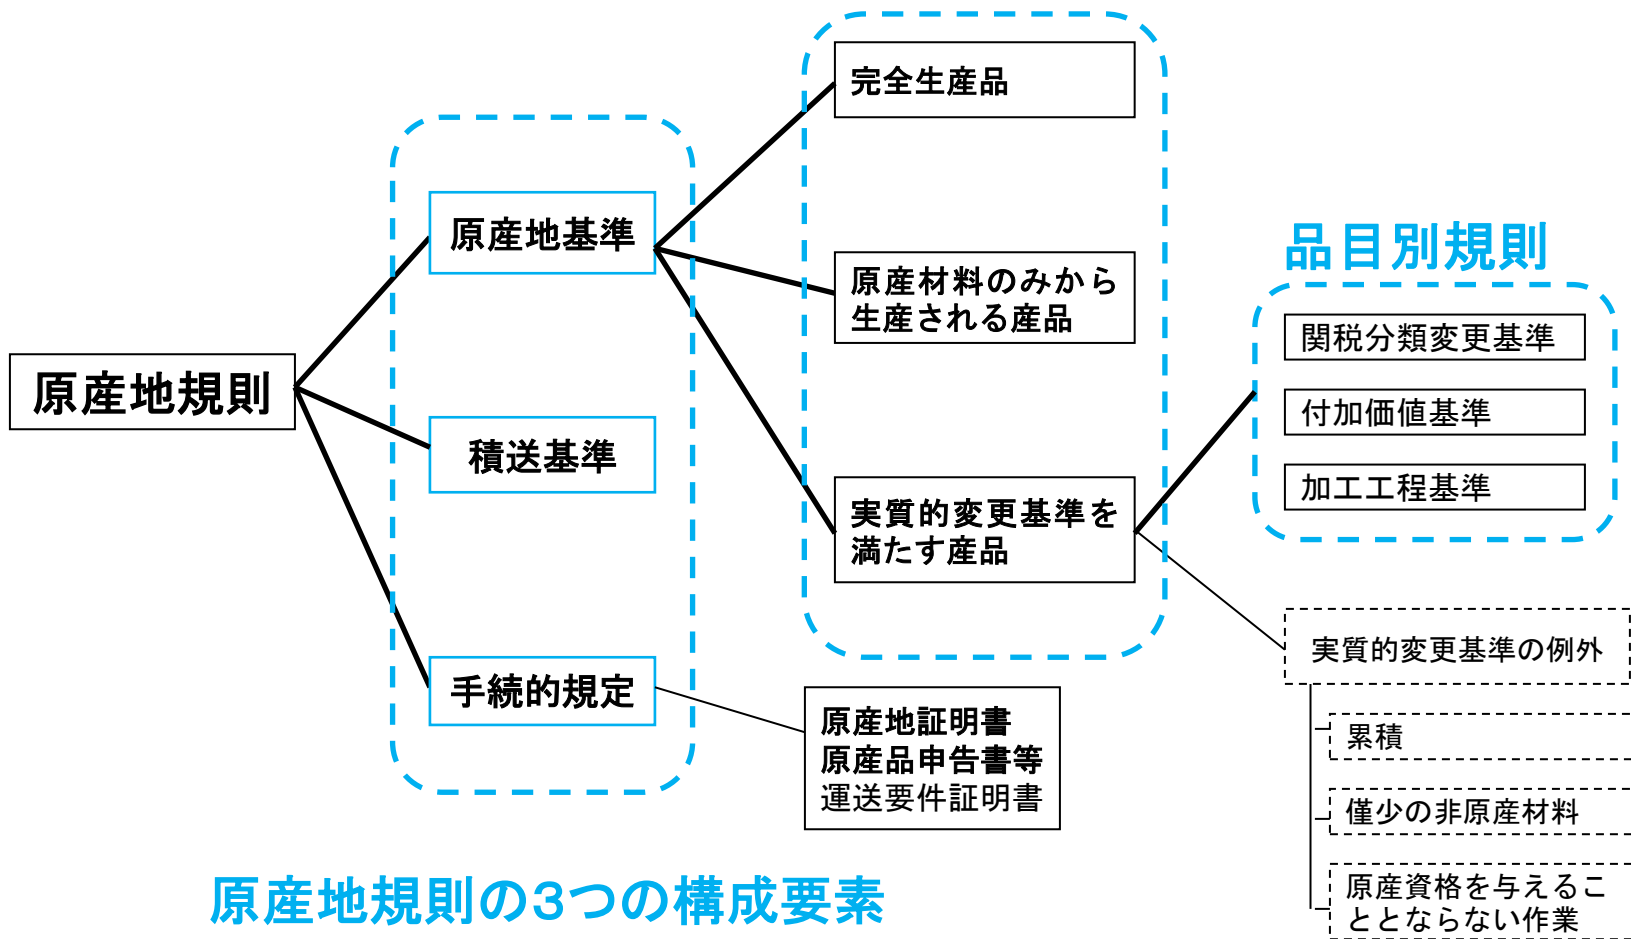 原産地規則
原産地基準
積送基準
手続的規定
完全生産品
原産材料のみから
生産される産品
実質的変更基準を
満たす産品
原産地証明書
原産品申告書等
運送要件証明書
品目別規則
関税分類変更基準
付加価値基準
加工工程基準
実質的変更基準の例外
累積
僅少の非原産材料
原産資格を与えるこ
ととならない作業
原産地規則の3つの構成要素